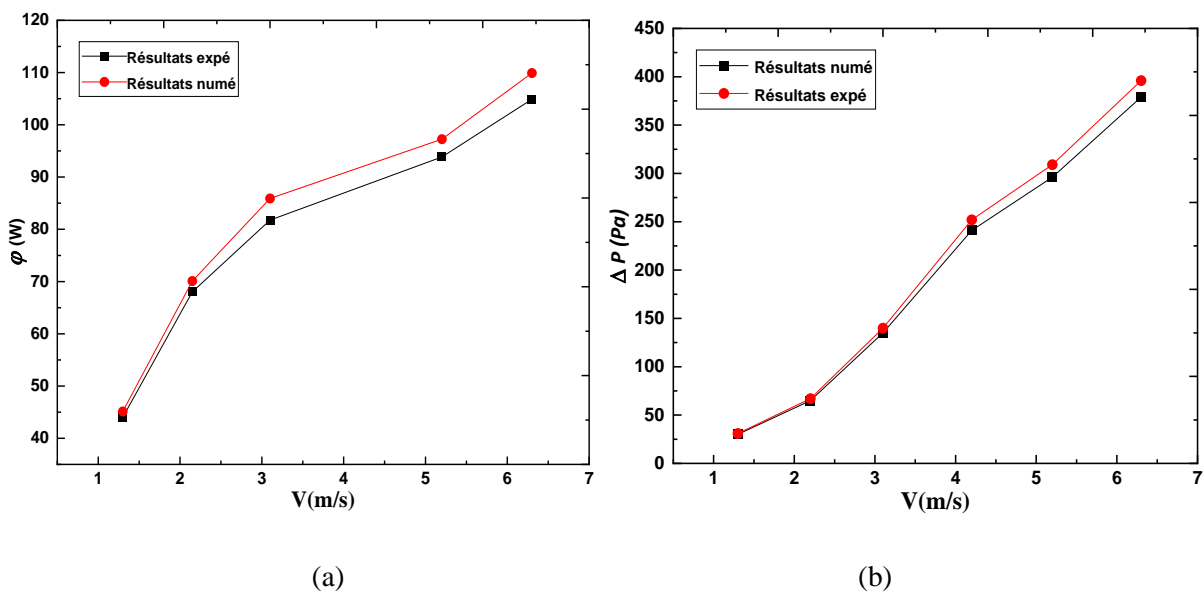 120
110
100
90
80
70
60
50
40
φ (W)
Résultats expé
Résultats numé
1 2 3 4 5 6 7
V(m/s)
(a)
450
400
350
300
250
200
150
100
50
0
Δ P (Pa)
Résultats numé
Résultats expé
1 2 3 4 5 6 7
V(m/s)
(b)